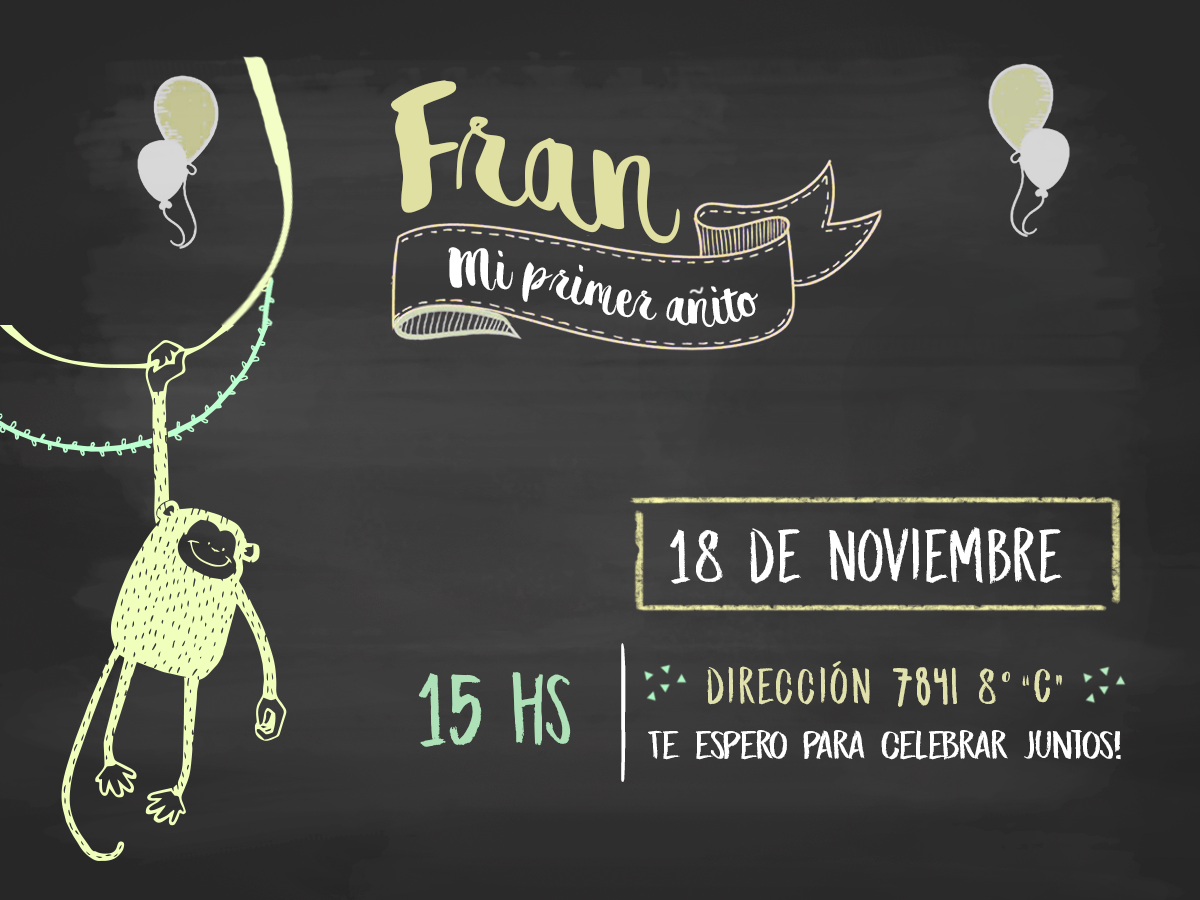 Fran
Mi primer añito
18 DE NOVIEMBRE
15 HS
DIRECCIÓN 7841 8° "C"
TE ESPERO PARA CELEBRAR JUNTOS!